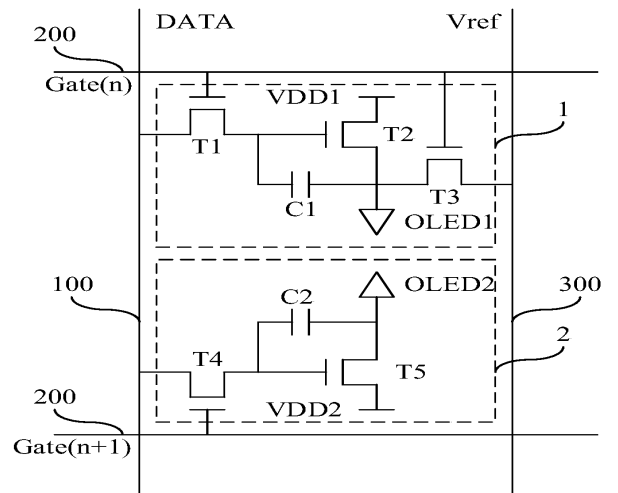 DATA
Vref
200
Gate(n)
VDD1
1
T1
T2
T3
C1
OLED1
100
C2
OLED2
300
T4
T5
2
200
VDD2
Gate(n+1)